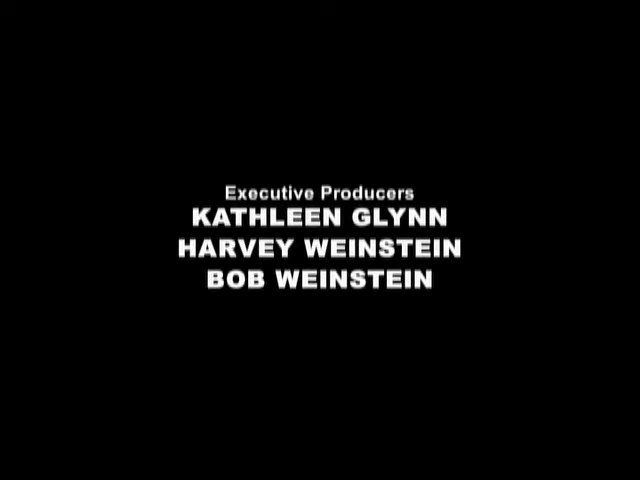 Executive Producers
KATHLEEN GLYNN
HARVEY WEINSTEIN
BOB WEINSTEIN